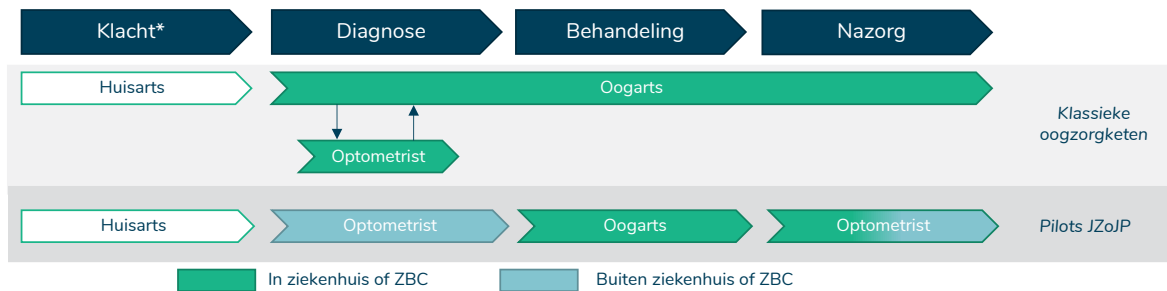 Klacht*
Diagnose
Behandeling
Nazorg
Huisarts
Oogarts
Klassieke
oogzorgketen
Optometrist
Huisarts
Optometrist
Oogarts
Optometrist
Pilots JZoJP
In ziekenhuis of ZBC
Buiten ziekenhuis of ZBC